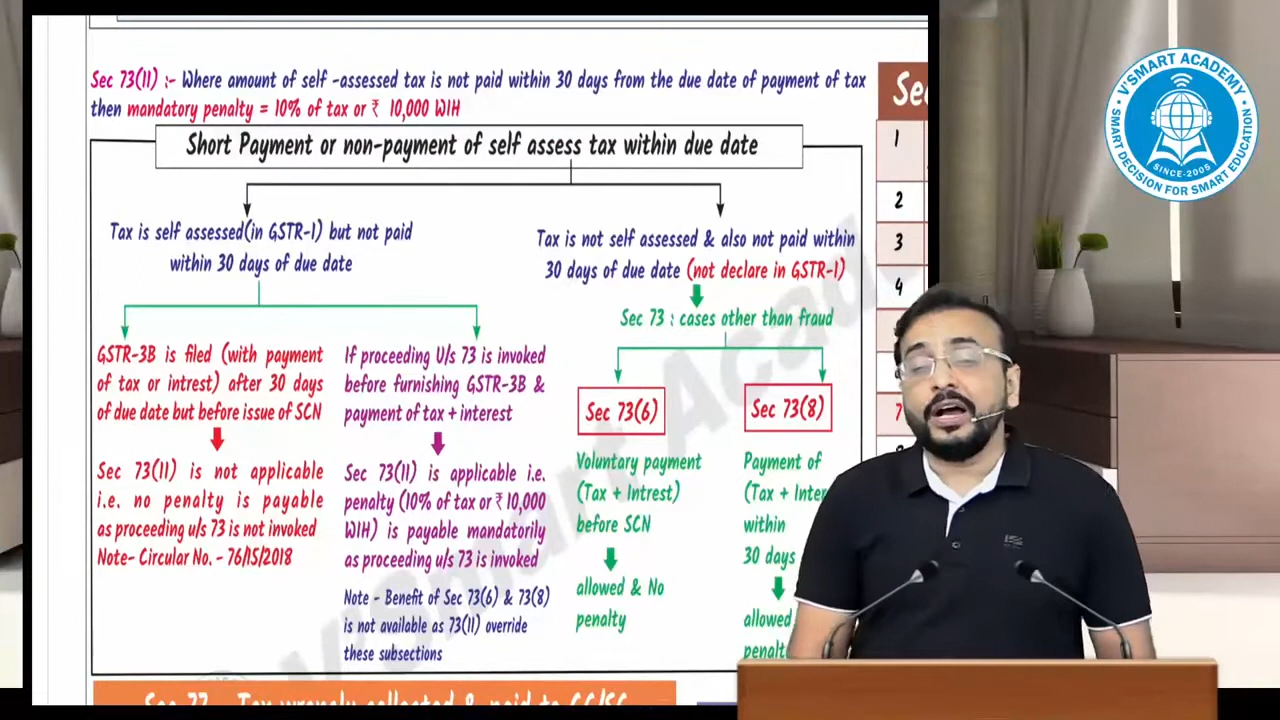 Sec 73(11) :- Where amount of self -assessed tax is not paid within 30 days from the due date of payment of tax
then mandatory penalty = 10% of tax or ₹ 10,000 WIH
Short Payment or non-payment of self assess tax within due date
Tax is self assessed(in GSTR-1) but not paid
within 30 days of due date
Tax is not self assessed & also not paid within
30 days of due date (not declare in GSTR-1)
Sec 73 : cases other than fraud
GSTR-3B is filed (with payment
of tax or intrest) after 30 days
of due date but before issue of SCN
Sec 73(11) is not applicable
i.e. no penalty is payable
as proceeding u/s 73 is not invoked
Note- Circular No. - 76/15/2018
If proceeding U/s 73 is invoked
before furnishing GSTR-3B &
payment of tax + interest
Sec 73(11) is applicable i.e.
penalty (10% of tax or ₹ 10,000
WIH) is payable mandatorily
as proceeding u/s 73 is invoked
Note - Benefit of Sec 73(6) & 73(8)
is not available as 73(11) override
these subsections
Sec 73(6)
Voluntary payment
(Tax + Intrest)
before SCN
allowed & No
penalty
Sec 73(8)
Payment of
(Tax + Inter
within
30 days
allowed
penalt
Se
1
2
3
4
7
V'SMART ACADEMY
SINCE-2005
SMART DECISION FOR SMART EDUCATION